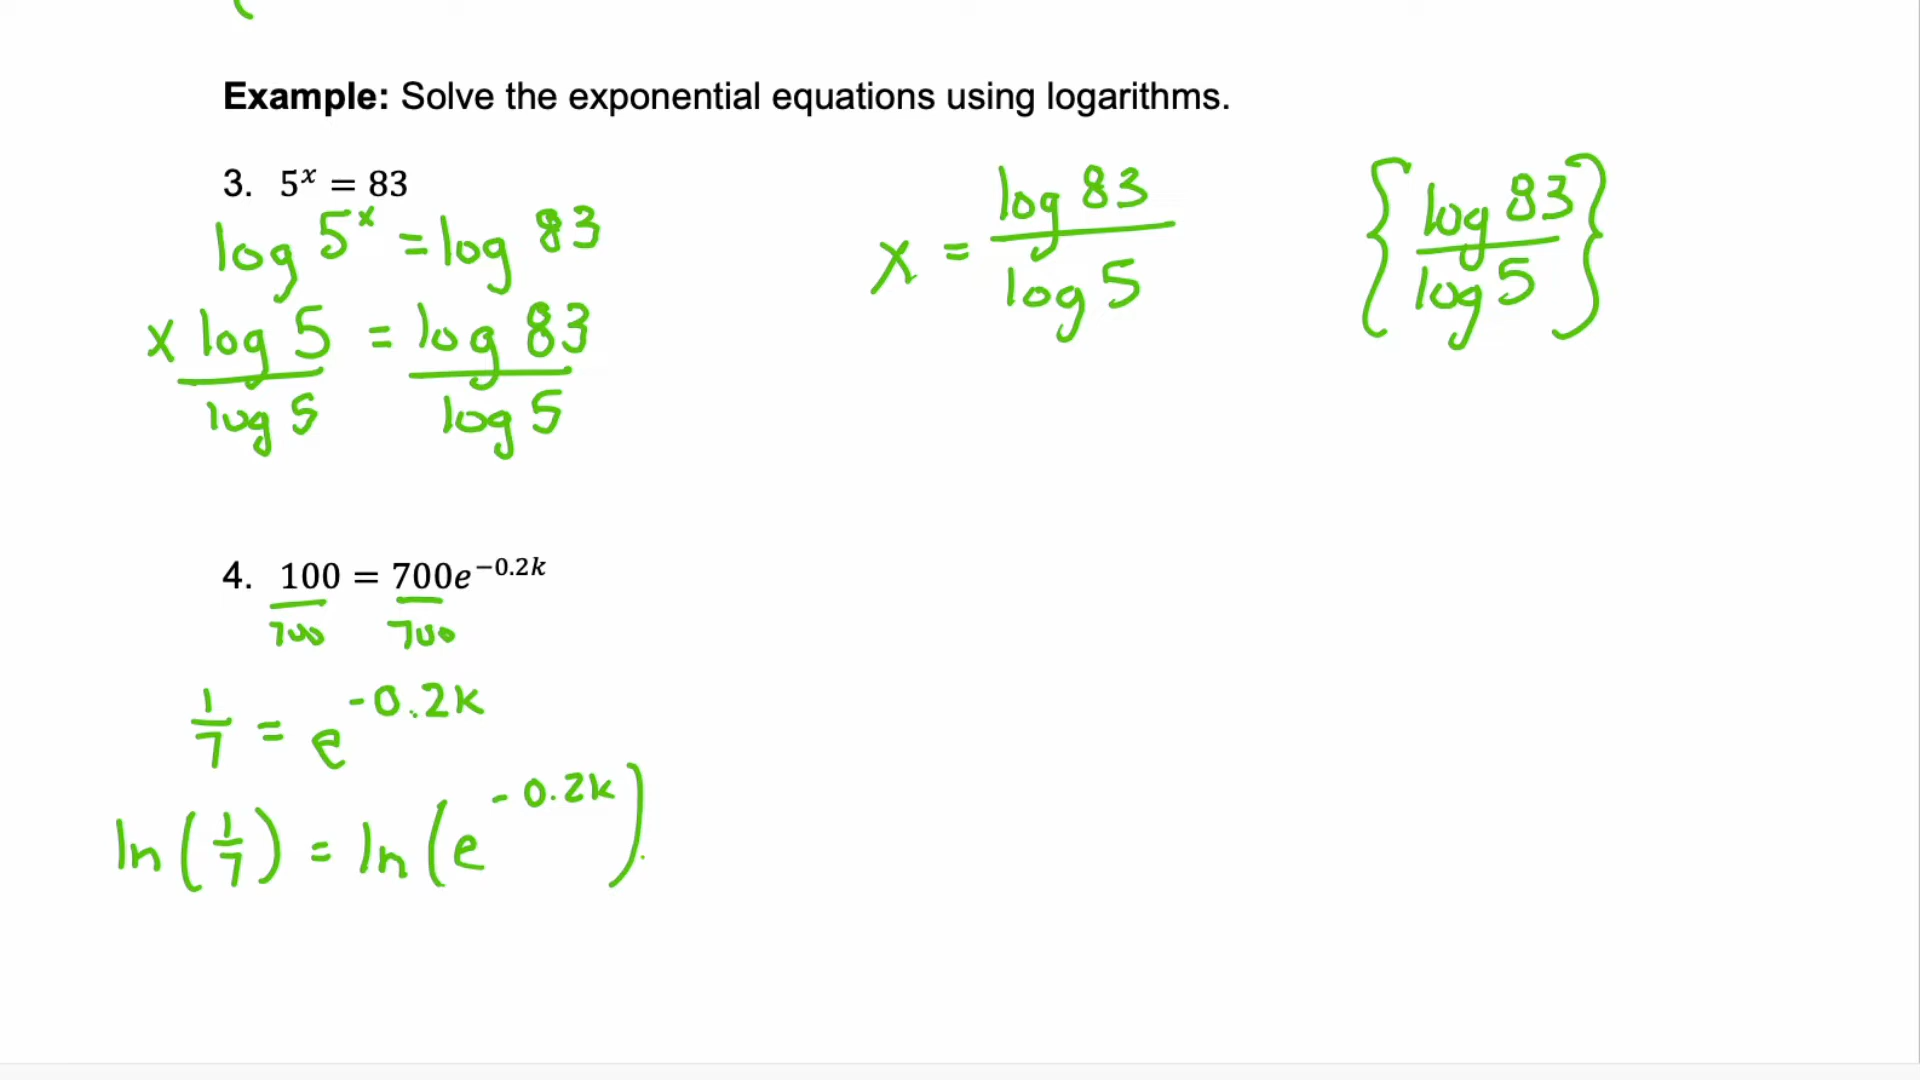 Example: Solve the exponential equations using logarithms.
3. 5^x = 83
log 5^x = log 83
x log 5 / log 5 = log 83 / log 5
x = log 83 / log 5
{ log 83 / log 5 }
4. 100 = 700e^−0.2k
100 / 700 700 / 700
1/7 = e^-0.2k
ln(1/7) = ln(e^-0.2k)